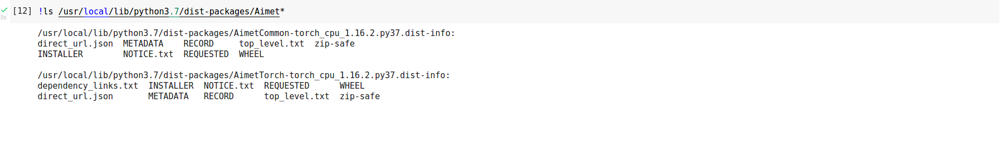 [12] !ls /usr/local/lib/python3.7/dist-packages/Aimet*
0s
/usr/local/lib/python3.7/dist-packages/AimetCommon-torch_cpu_1.16.2.py37.dist-info:
direct_url.json  METADATA    RECORD     top_level.txt  zip-safe
INSTALLER        NOTICE.txt  REQUESTED  WHEEL

/usr/local/lib/python3.7/dist-packages/AimetTorch-torch_cpu_1.16.2.py37.dist-info:
dependency_links.txt  INSTALLER  NOTICE.txt  REQUESTED      WHEEL
direct_url.json       METADATA   RECORD      top_level.txt  zip-safe